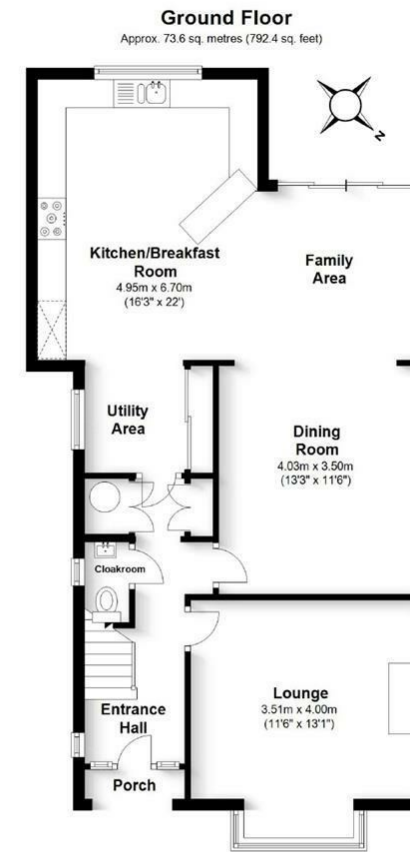 Ground Floor
Approx. 73.6 sq. metres (792.4 sq. feet)
N
Kitchen/Breakfast
Room
4.95m x 6.70m
(16'3" x 22')
Family
Area
Utility
Area
Dining
Room
4.03m x 3.50m
(13'3" x 11'6")
Cloakroom
Lounge
3.51m x 4.00m
(11'6" x 13'1")
Entrance
Hall
Porch